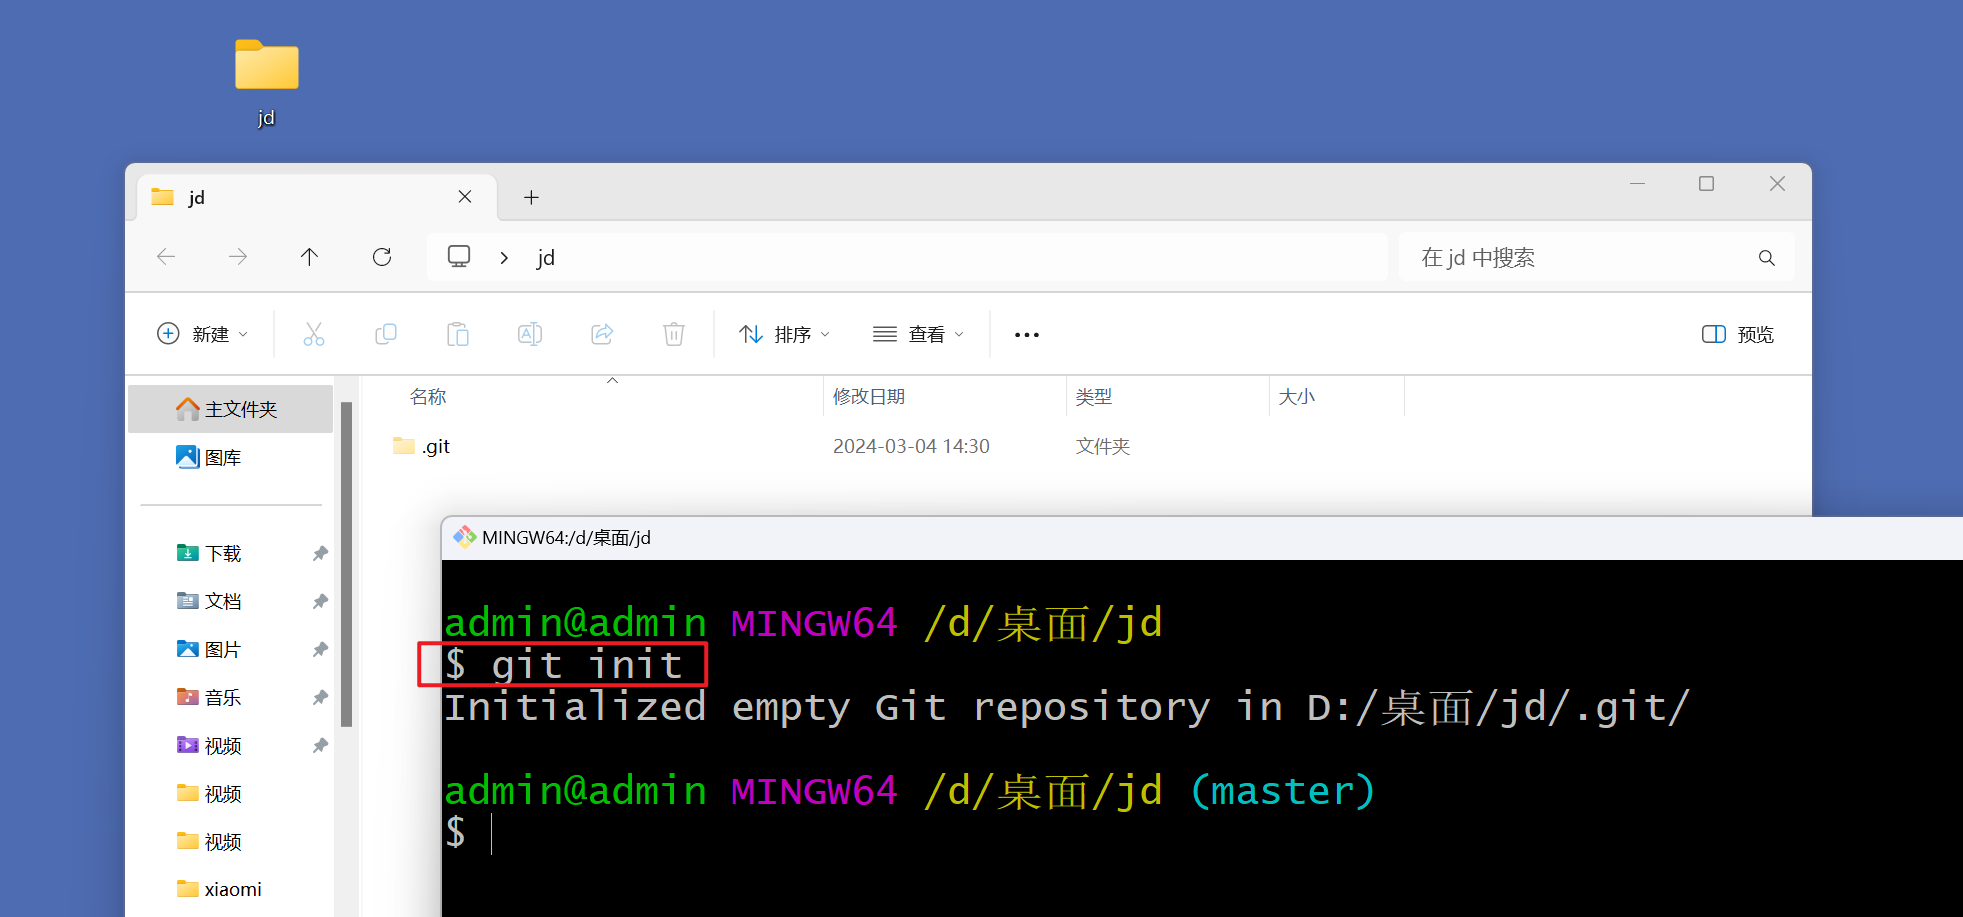 jd
jd
jd
在 jd 中搜索
新建
排序
查看
预览
名称
修改日期
类型
大小
.git
2024-03-04 14:30
文件夹
主文件夹
图库
下载
文档
图片
音乐
视频
视频
视频
xiaomi
MINGW64:/d/桌面/jd
admin@admin MINGW64 /d/桌面/jd
$ git init
Initialized empty Git repository in D:/桌面/jd/.git/
admin@admin MINGW64 /d/桌面/jd (master)
$